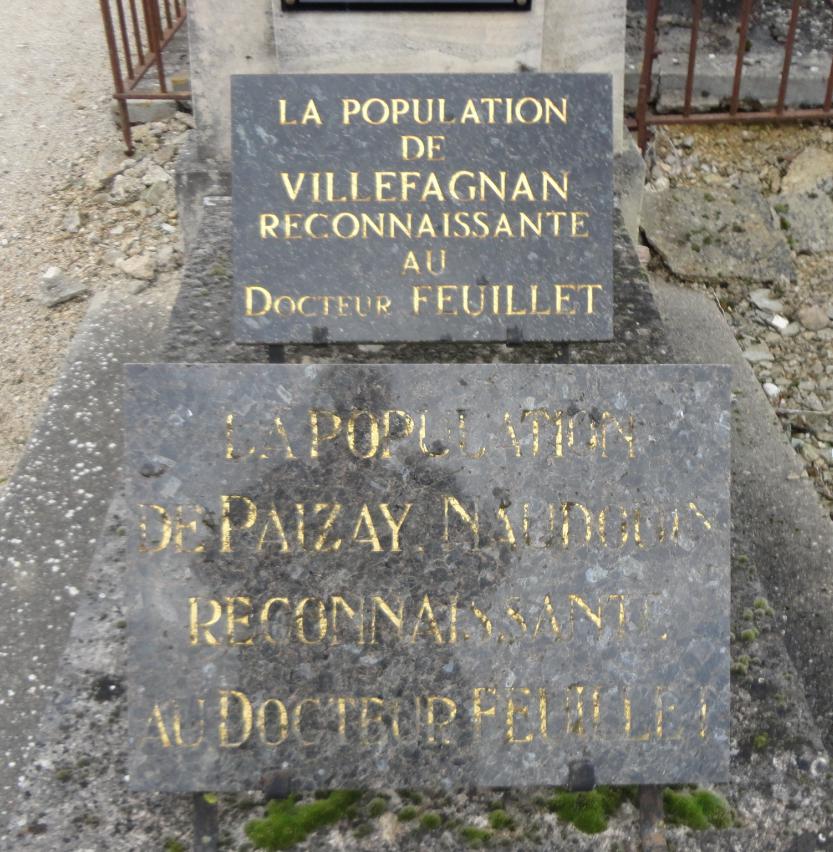 LA POPULATION
DE
VILLEFAGNAN
RECONNAISSANTE
AU
DOCTEUR FEUILLET
LA POPULATION
DE PAIZAY. NAUDOUIN
RECONNAISSANTE
AU DOCTEUR FEUILLET